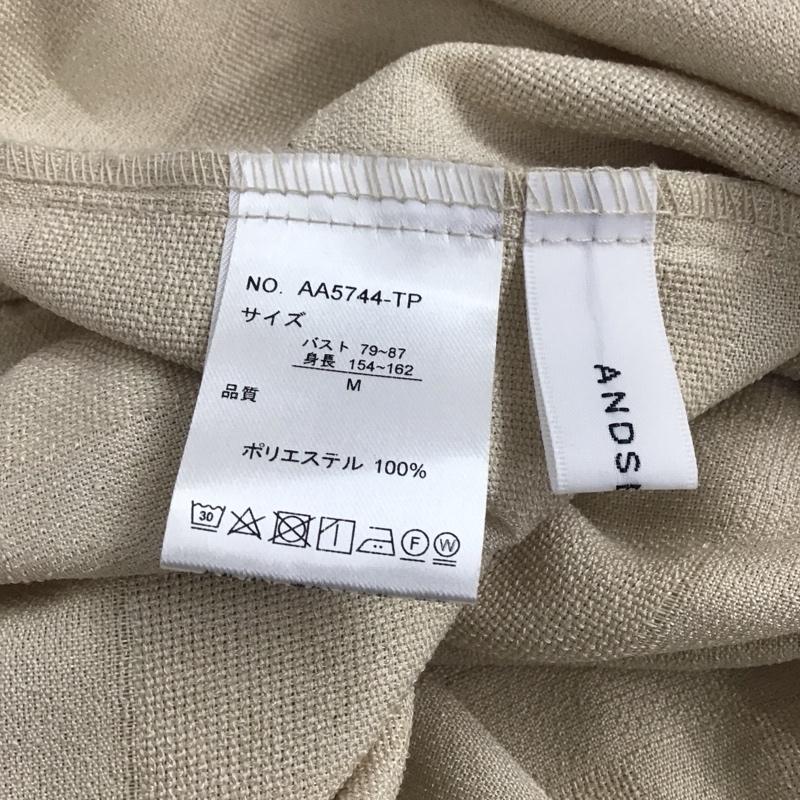 NO. AA5744-TP
サイズ
バスト 79~87
身長 154~162
M
品質
ポリエステル 100%
30 F W
ANDS